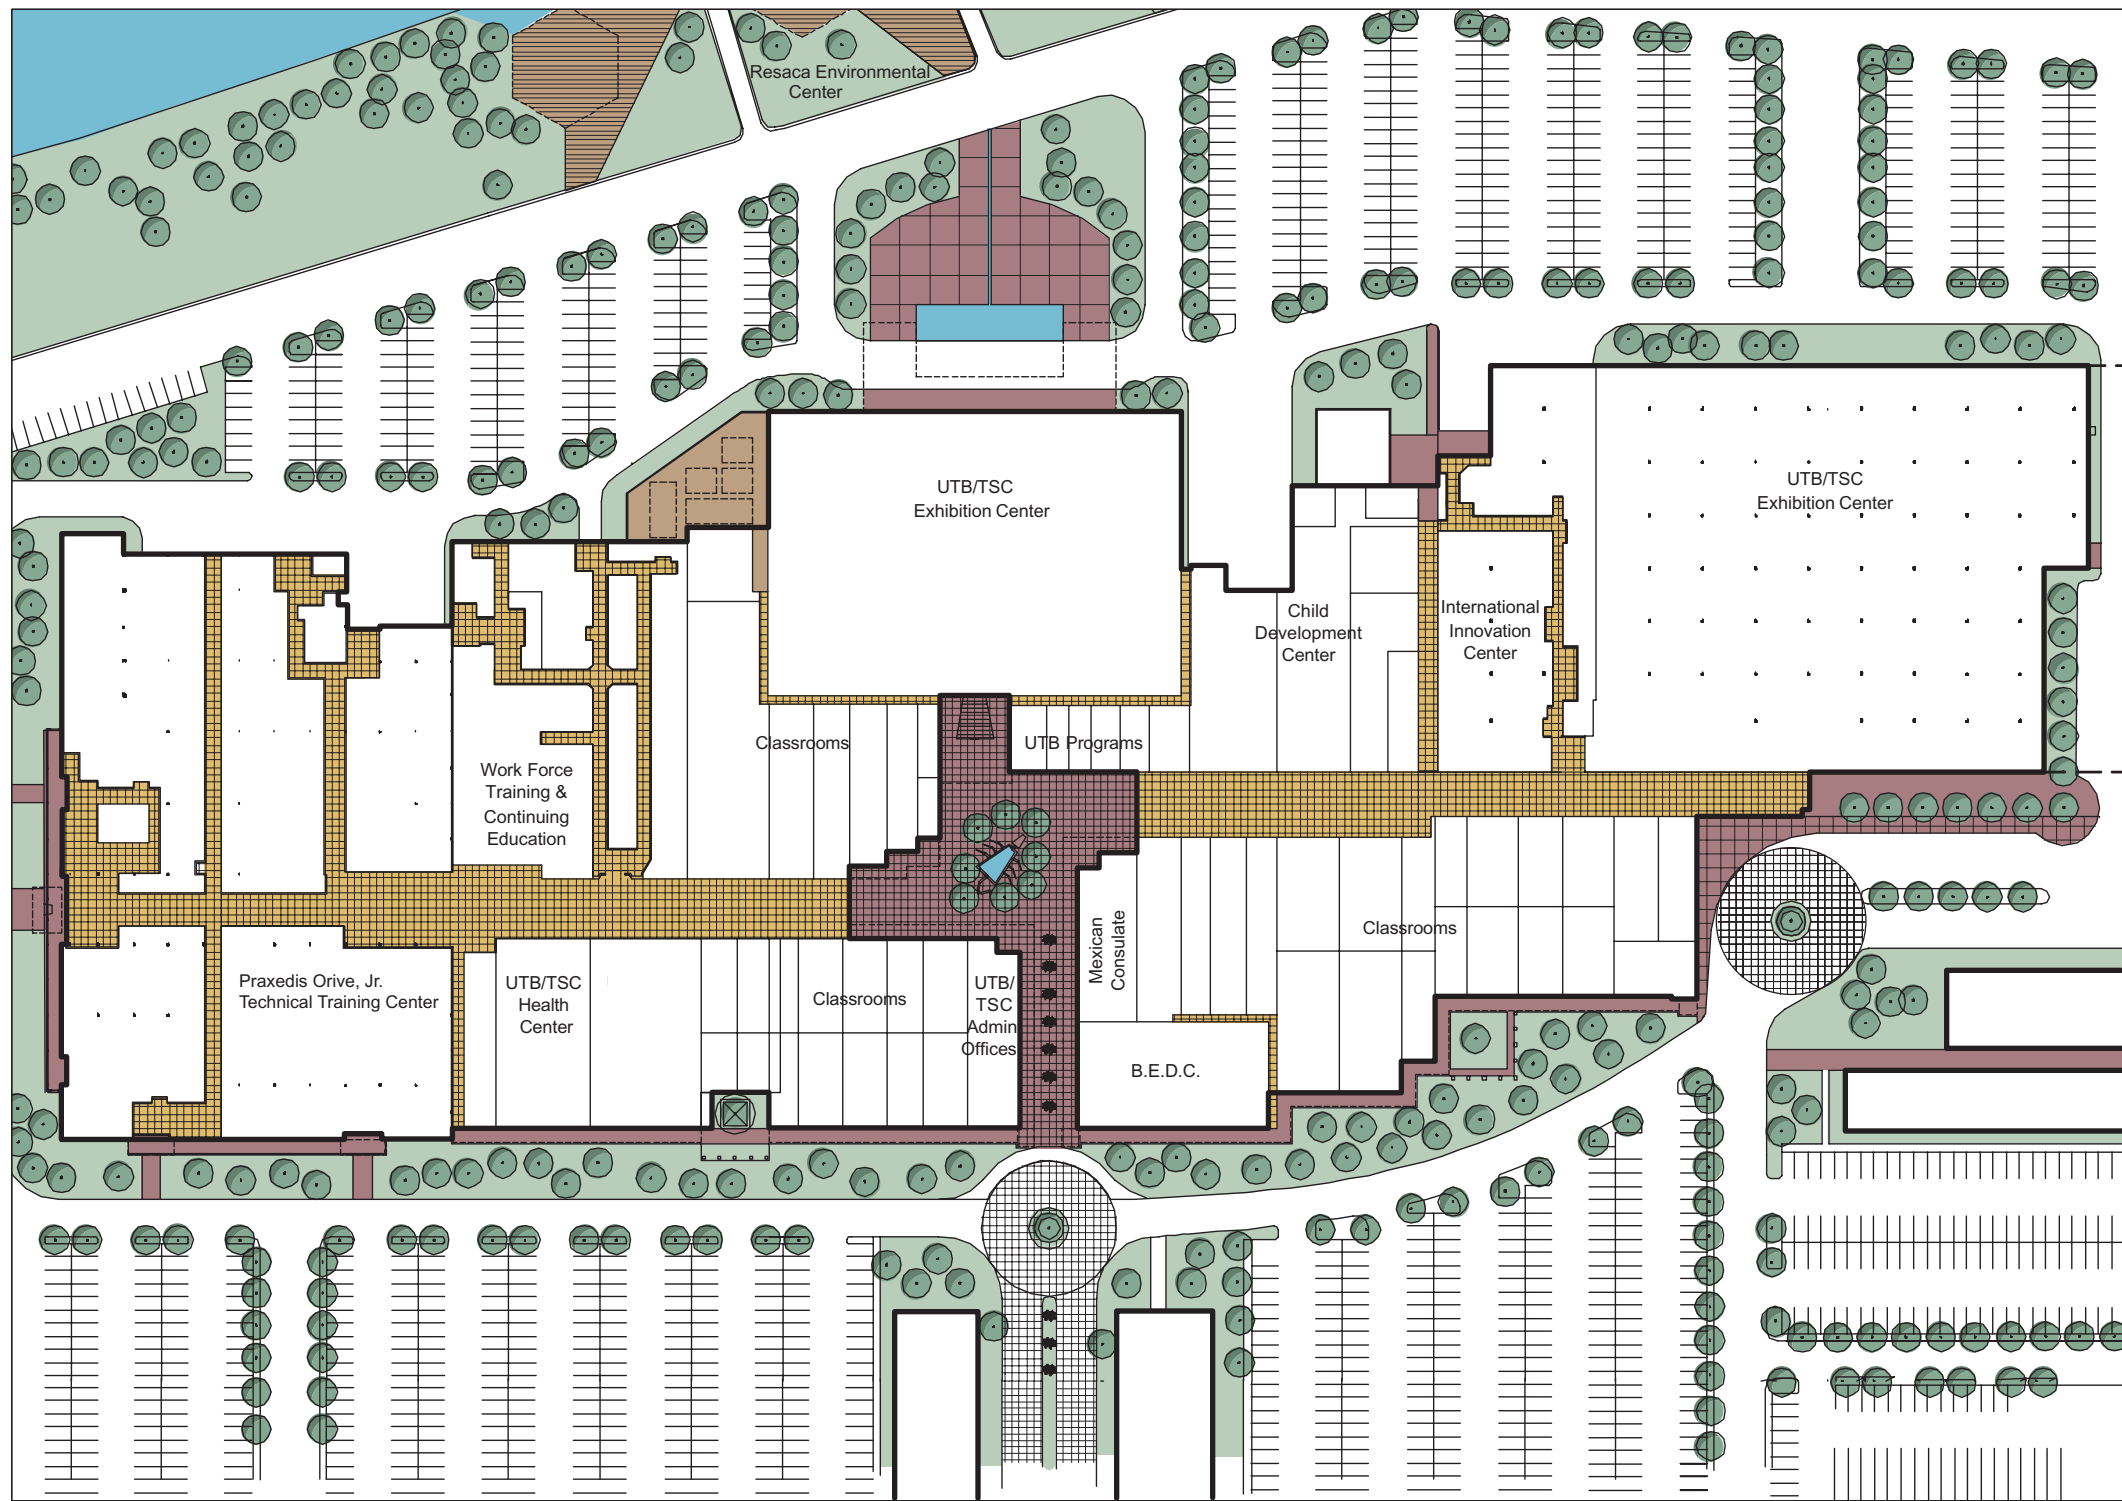 Resaca Environmental
Center
UTB/TSC
Exhibition Center
UTB/TSC
Exhibition Center
Child
Development
Center
International
Innovation
Center
Classrooms
UTB Programs
Work Force
Training &
Continuing
Education
Mexican
Consulate
Classrooms
Praxedis Orive, Jr.
Technical Training Center
UTB/TSC
Health
Center
Classrooms
UTB/
TSC
Admin
Offices
B.E.D.C.